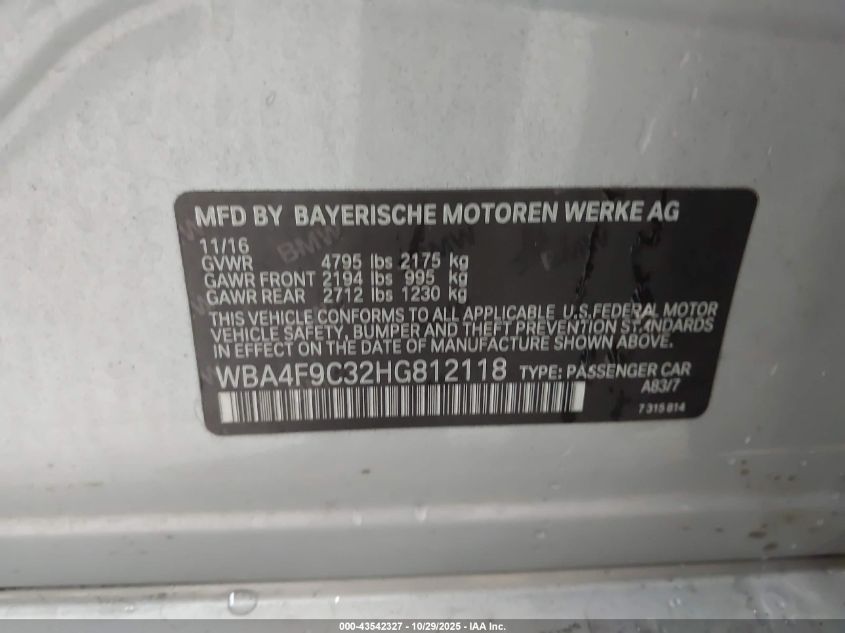 MFD BY BAYERISCHE MOTOREN WERKE AG
11/16
GVWR 4795 lbs 2175 kg
GAWR FRONT 2194 lbs 995 kg
GAWR REAR 2712 lbs 1230 kg
THIS VEHICLE CONFORMS TO ALL APPLICABLE U.S.FEDERAL MOTOR
VEHICLE SAFETY, BUMPER AND THEFT PREVENTION STANDARDS
IN EFFECT ON THE DATE OF MANUFACTURE SHOWN ABOVE.
WBA4F9C32HG812118 TYPE: PASSENGER CAR
A83/7
7 315 814
000-43542327 - 10/29/2025 - IAA Inc.